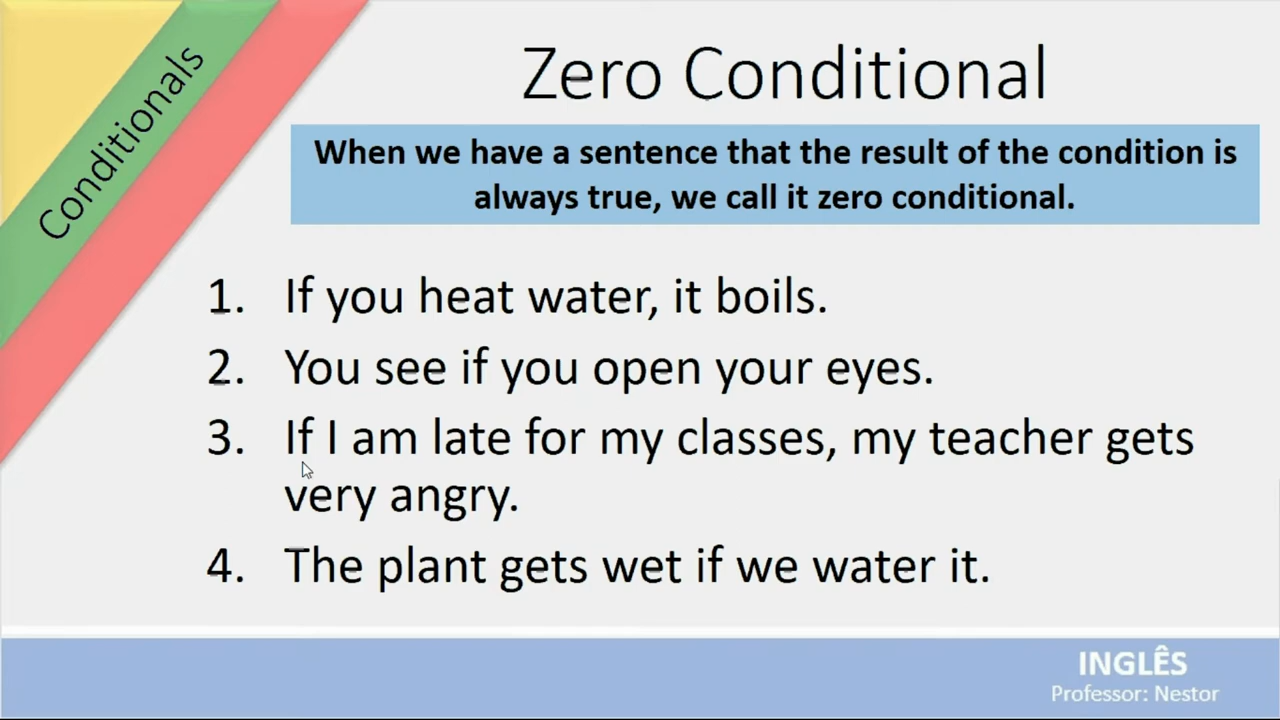 Conditionals
Zero Conditional
When we have a sentence that the result of the condition is
always true, we call it zero conditional.
1. If you heat water, it boils.
2. You see if you open your eyes.
3. If I am late for my classes, my teacher gets
very angry.
4. The plant gets wet if we water it.
INGLÊS
Professor: Nestor